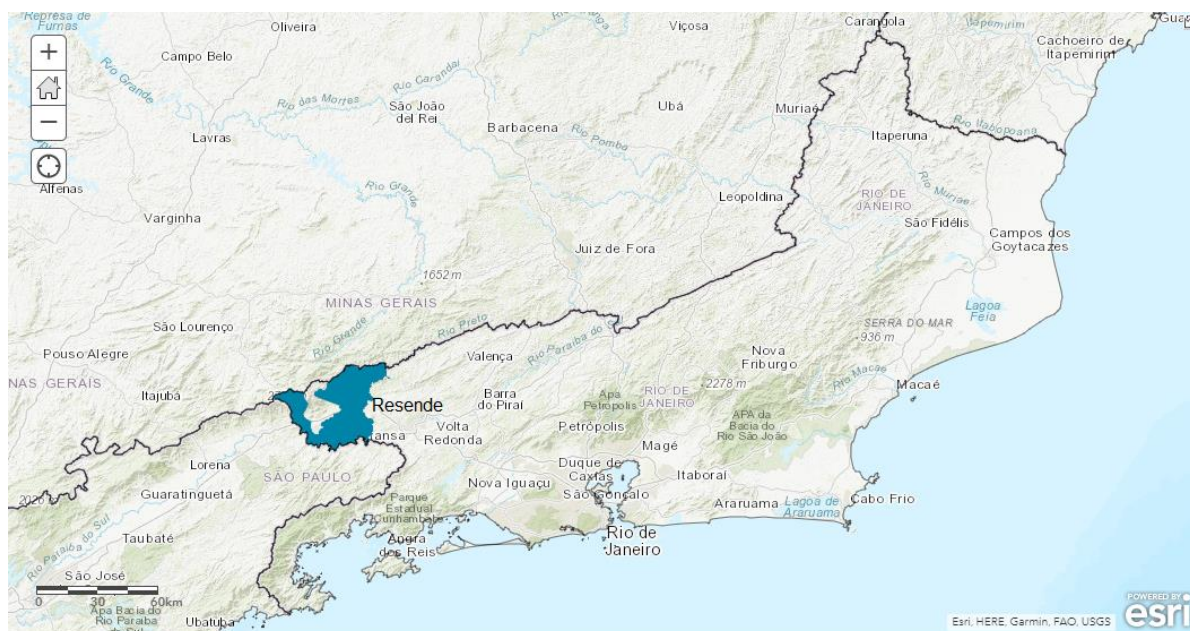 Represa de
Furnas
Oliveira
Viçosa
Carangola
Itapemirim
Cachoeiro de
Itapemirim
Campo Belo
Rio Grande
Rio Carandaí
Rio das Mortes
São João
del Rei
Ubá
Muriaé
Barbacena
Rio Pomba
Lavras
Itaperuna
Rio Itabapoana
Alfenas
Rio Grande
Leopoldina
RIO DE
JANEIRO
Rio Muriae
São Fidélis
Varginha
Campos dos
Goytacazes
Juiz de Fora
1652 m
MINAS GERAIS
Lagoa
Feia
São Lourenço
Rio Grande
Rio Preto
SERRA DO MAR
936 m
Pouso Alegre
Valença
Rio Paraíba do
Nova
Friburgo
NAS GERAIS
Itajubá
2278 m
Rio Macaé
Macaé
Resende
Barra
do Piraí
Apa
Petrópolis
RIO DE
JANEIRO
APA da
Bacia do
Rio São João
Volta
Redonda
Petrópolis
ansa
Magé
Lorena
SÃO PAULO
Duque de
Caxias
Itaboraí
Nova Iguaçu
São Gonçalo
Guaratinguetá
Parque
Estadual
Cunhambebe
Araruama
Lagoa de
Araruama
Cabo Frio
Taubaté
Angra
dos Reis
Rio de
Janeiro
Rio Paraíba do Sul
São José
0 30 60km
Apa Bacia do
Rio Paraiba
Ubatuba
Esri, HERE, Garmin, FAO, USGS
POWERED BY
esri